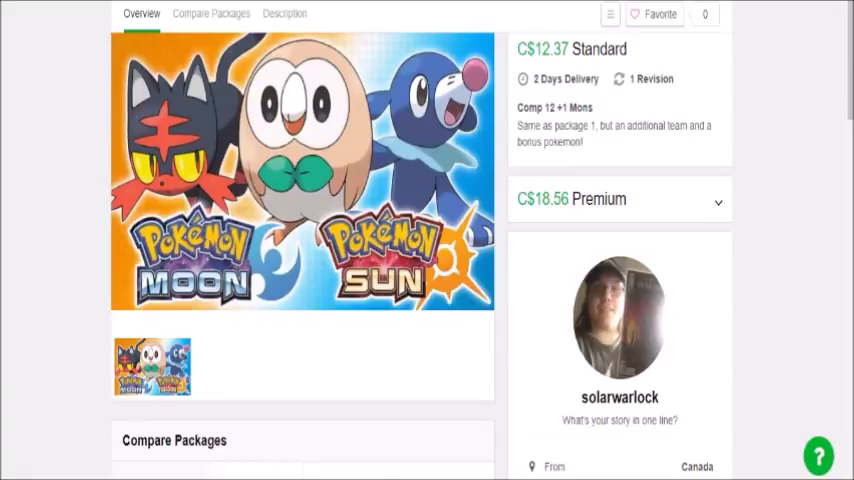 Overview Compare Packages Description
Favorite 0
C$12.37 Standard
2 Days Delivery 1 Revision
Comp 12 +1 Mons
Same as package 1, but an additional team and a
bonus pokemon!
C$18.56 Premium
POKéMON MOON
POKéMON SUN
solarwarlock
What's your story in one line?
Compare Packages
From Canada
?